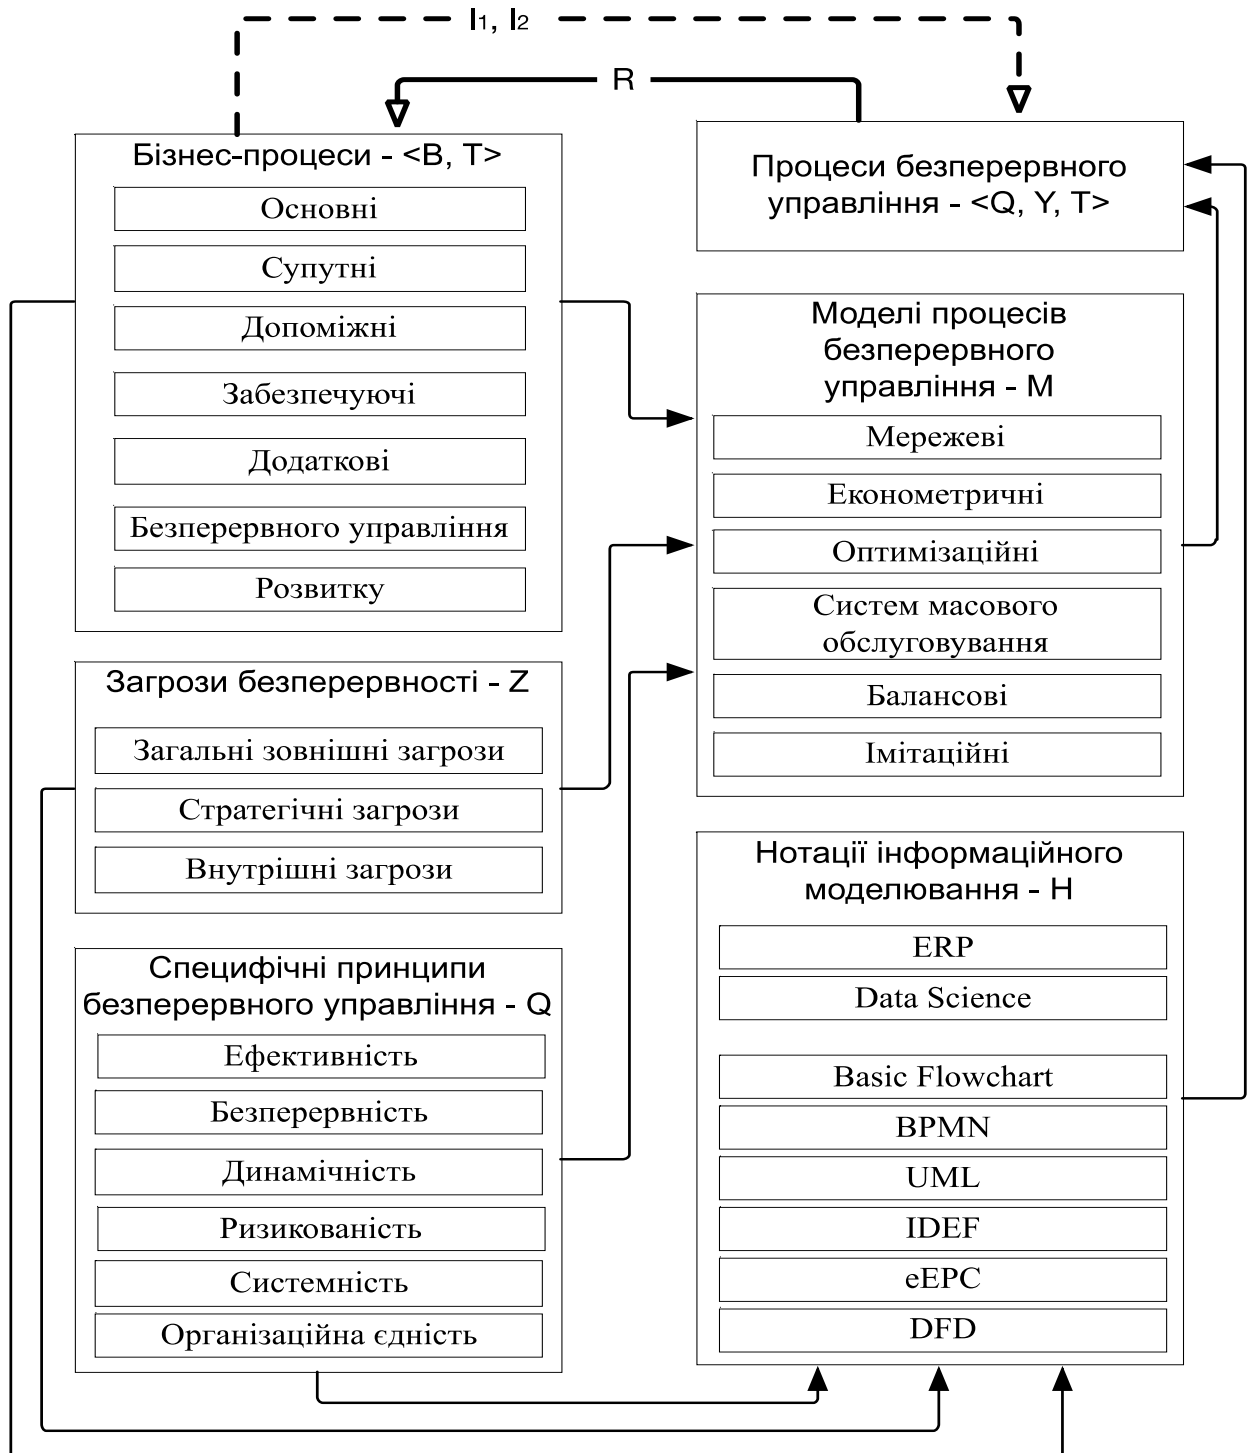 I1, I2
R
Бізнес-процеси - <B, T>
Основні
Супутні
Допоміжні
Забезпечуючі
Додаткові
Безперервного управління
Розвитку
Загрози безперервності - Z
Загальні зовнішні загрози
Стратегічні загрози
Внутрішні загрози
Специфічні принципи
безперервного управління - Q
Ефективність
Безперервність
Динамічність
Ризикованість
Системність
Організаційна єдність
Процеси безперервного
управління - <Q, Y, T>
Моделі процесів
безперервного
управління - M
Мережеві
Економетричні
Оптимізаційні
Систем масового
обслуговування
Балансові
Імітаційні
Нотації інформаційного
моделювання - H
ERP
Data Science
Basic Flowchart
BPMN
UML
IDEF
eEPC
DFD